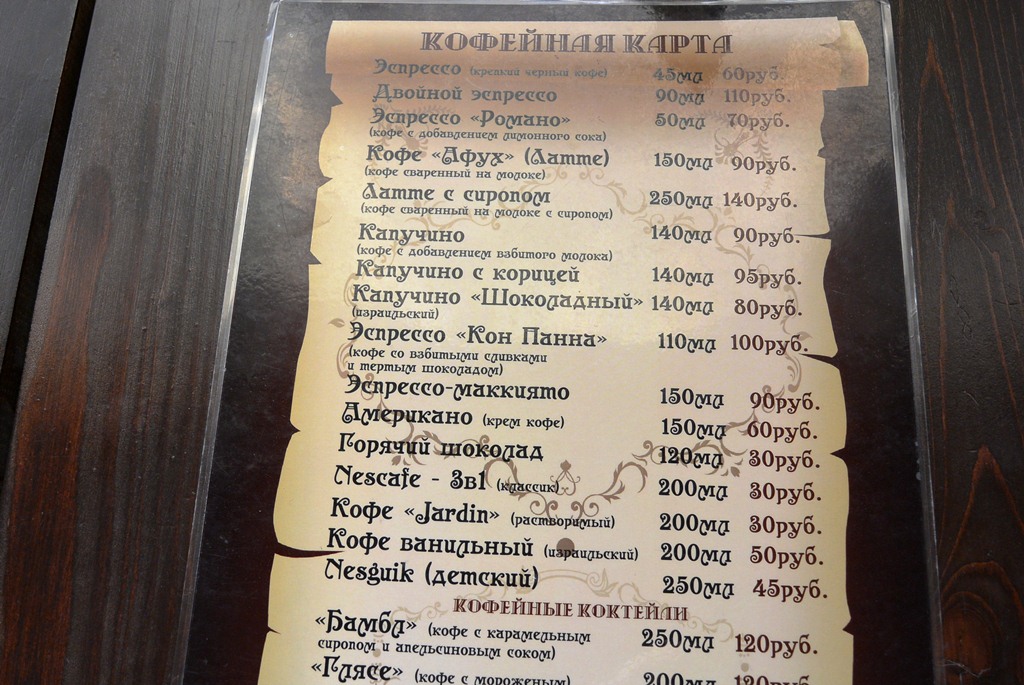 КОФЕЙНАЯ КАРТА
Эспрессо (крепкий черный кофе) 45мл 60руб.
Двойной эспрессо 90мл 110руб.
Эспрессо «Романо» 50мл 70руб.
(кофе с добавлением лимонного сока)
Кофе «Афух» (Латте) 150мл 90руб.
(кофе сваренный на молоке)
Латте с сиропом 250мл 140руб.
(кофе сваренный на молоке с сиропом)
Капучино 140мл 90руб.
(кофе с добавлением взбитого молока)
Капучино с корицей 140мл 95руб.
Капучино «Шоколадный» 140мл 80руб.
(израильский)
Эспрессо «Кон Панна» 110мл 100руб.
(кофе со взбитыми сливками
и тертым шоколадом)
Эспрессо-маккиято 150мл 90руб.
Американо (крем кофе) 150мл 60руб.
Горячий шоколад 120мл 30руб.
Nescafe - 3в1 (классик) 200мл 30руб.
Кофе «Jardin» (растворимый) 200мл 30руб.
Кофе ванильный (израильский) 200мл 50руб.
Nesguik (детский) 250мл 45руб.
КОФЕЙНЫЕ КОКТЕЙЛИ
«Бамбл» (кофе с карамельным 250мл 120руб.
сиропом и апельсиновым соком)
«Глясе» (кофе с мороженым) 200мл 120руб.